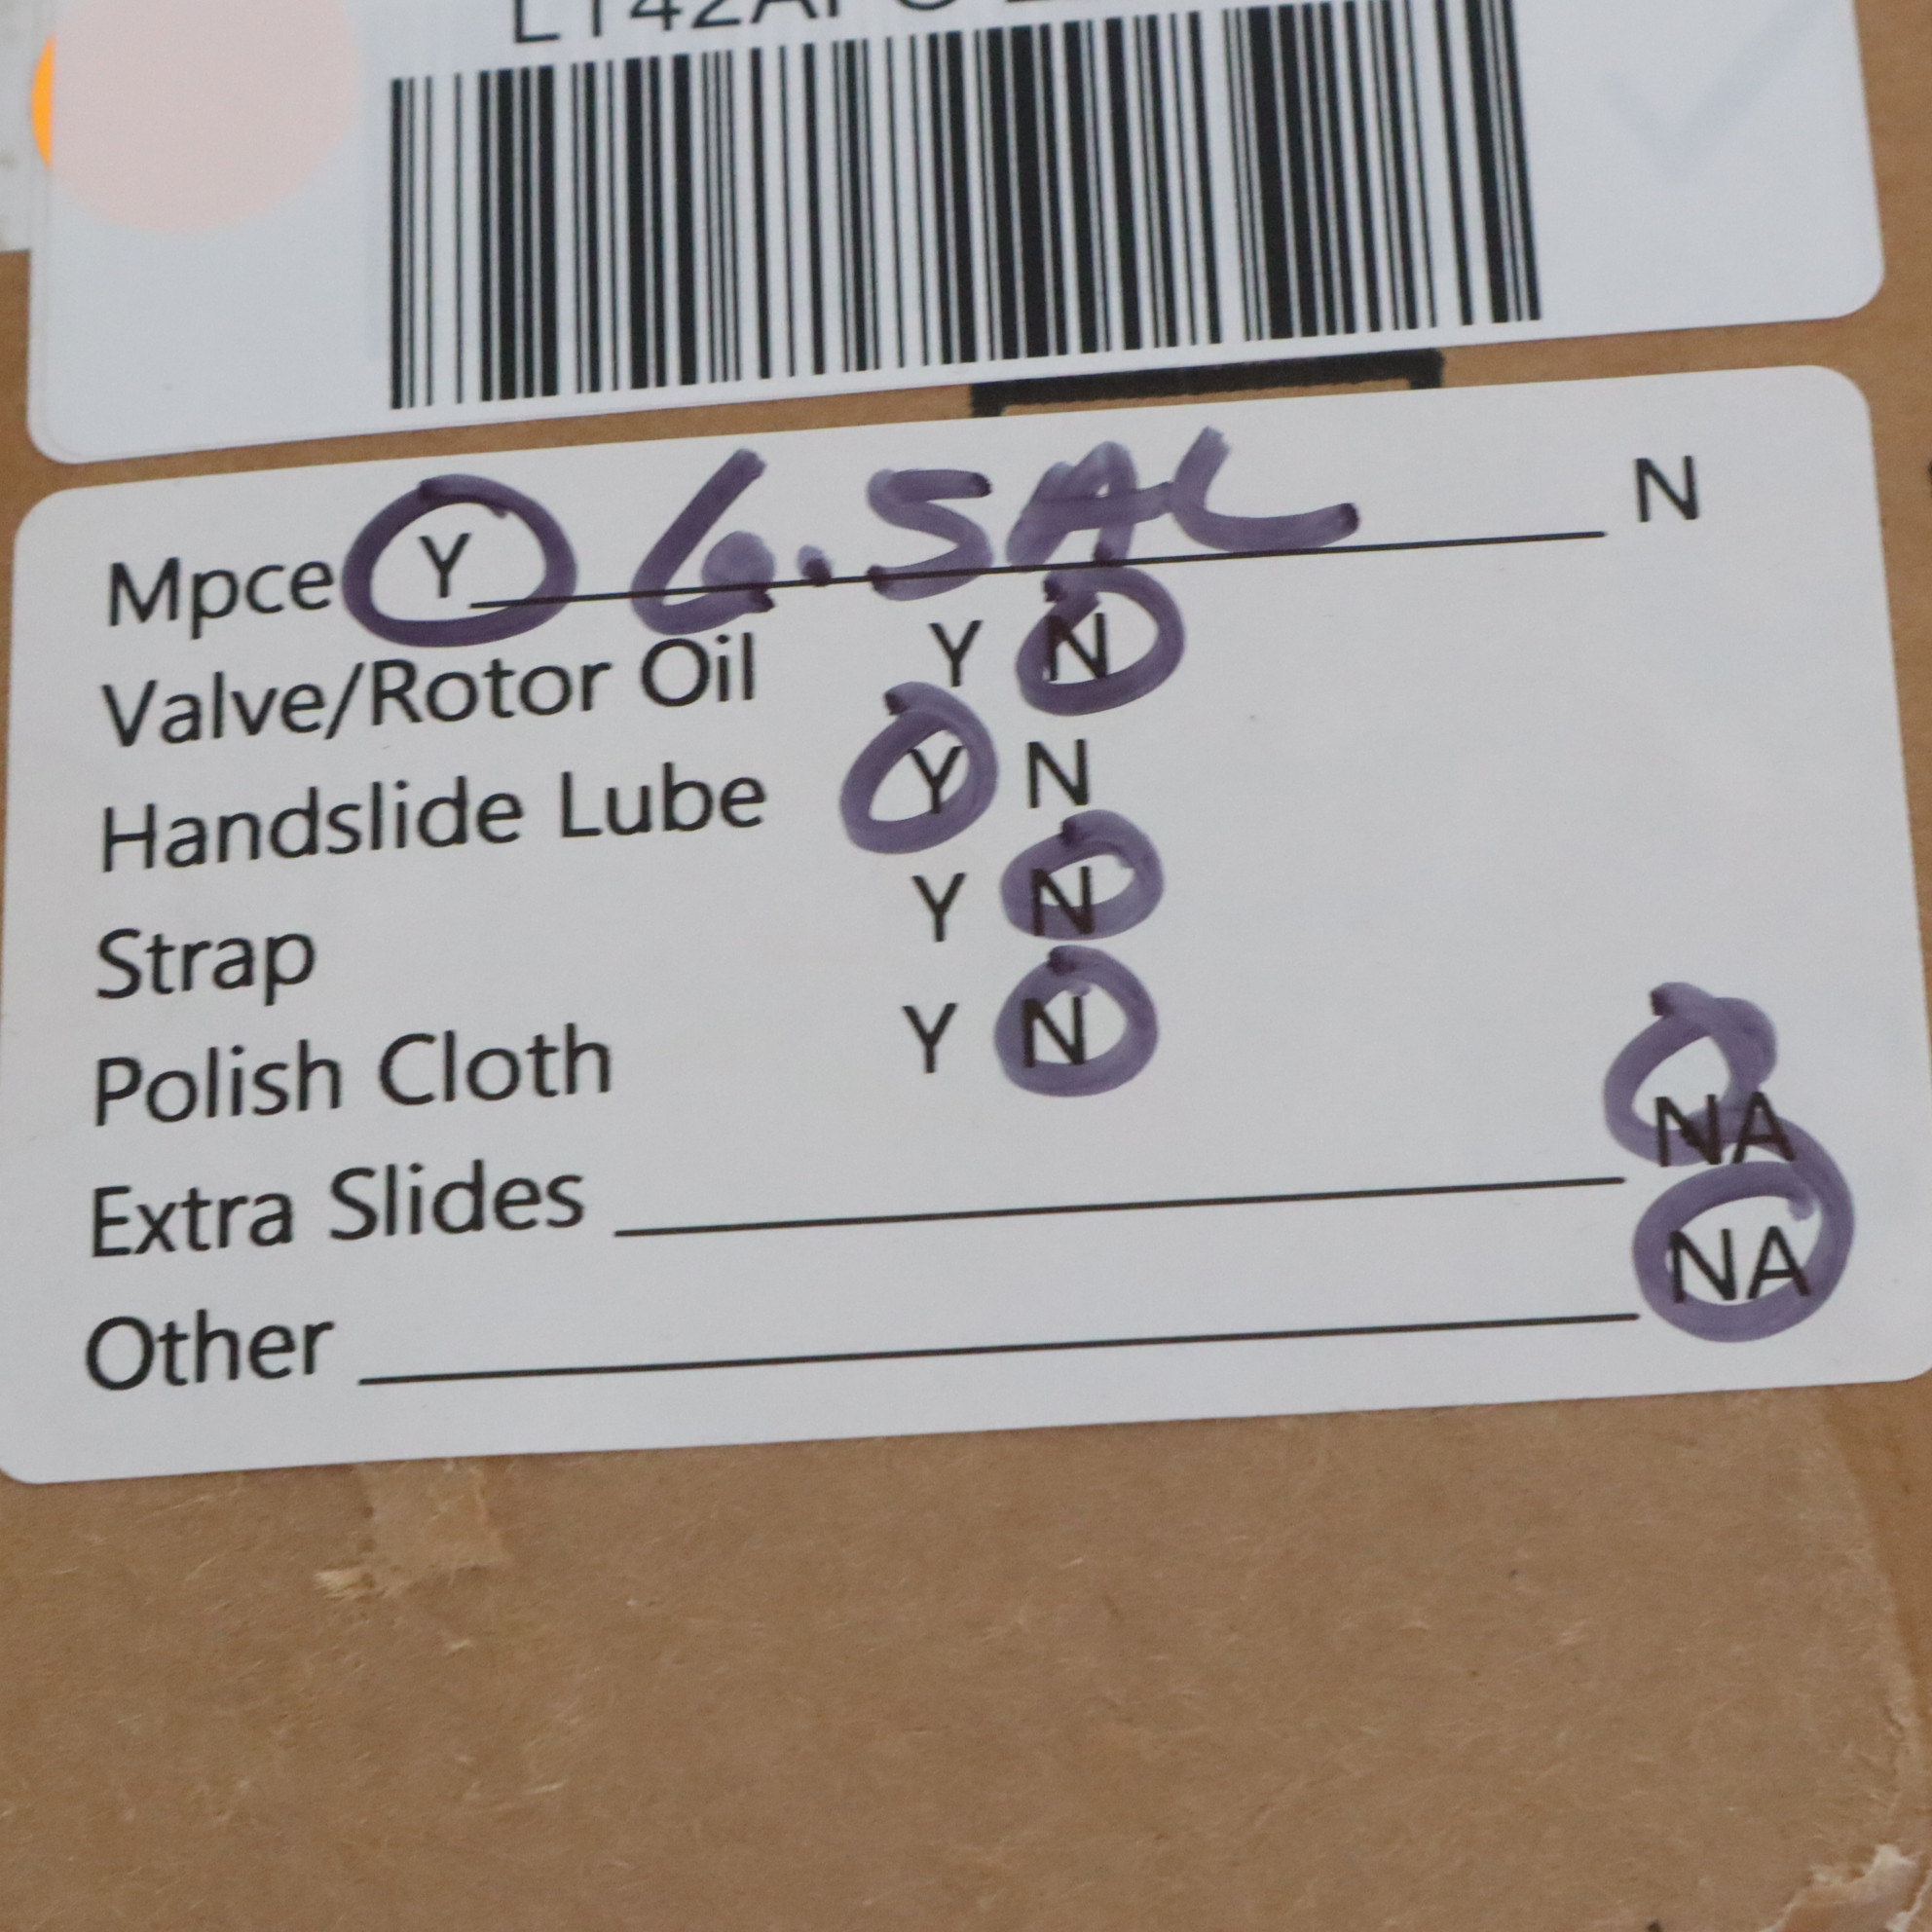 Mpce Y 6.5AL N
Valve/Rotor Oil Y N
Handslide Lube Y N
Strap Y N
Polish Cloth Y N
Extra Slides NA
Other NA